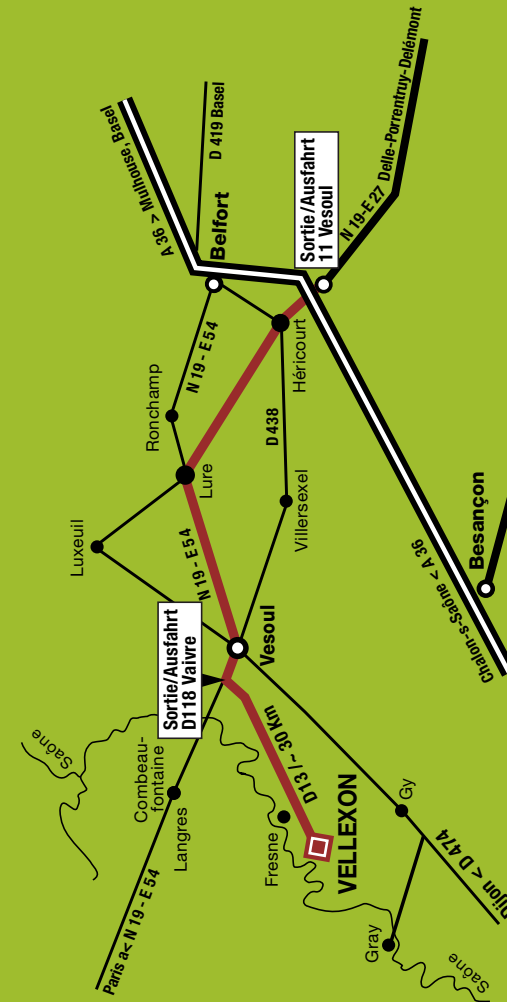 A 36 > Mulhouse, Basel
D 419 Basel
Belfort
Sortie/Ausfahrt
11 Vesoul
N 19-E 27 Delle-Porrentruy-Delémont
Ronchamp
N 19 - E 54
Héricourt
Lure
D 438
Luxeuil
Villersexel
N 19 - E 54
Chalon-s-Saône < A 36
Besançon
Sortie/Ausfahrt
D118 Vaivre
Vesoul
Saône
Combeau-
fontaine
Langres
D13 / ~ 30 Km
Fresne
VELLEXON
Gy
Paris a< N 19 - E 54
Gray
Dijon < D 474
Saône